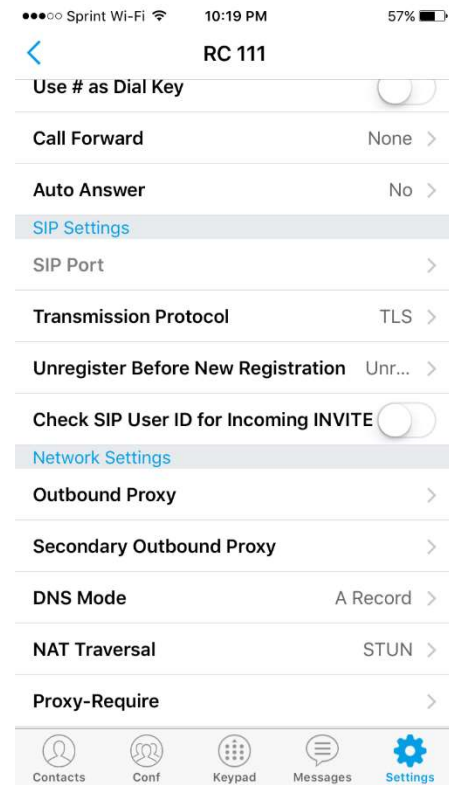 Sprint Wi-Fi 10:19 PM 57%
RC 111
Use # as Dial Key
Call Forward None
Auto Answer No
SIP Settings
SIP Port
Transmission Protocol TLS
Unregister Before New Registration Unr...
Check SIP User ID for Incoming INVITE
Network Settings
Outbound Proxy
Secondary Outbound Proxy
DNS Mode A Record
NAT Traversal STUN
Proxy-Require
Contacts Conf Keypad Messages Settings